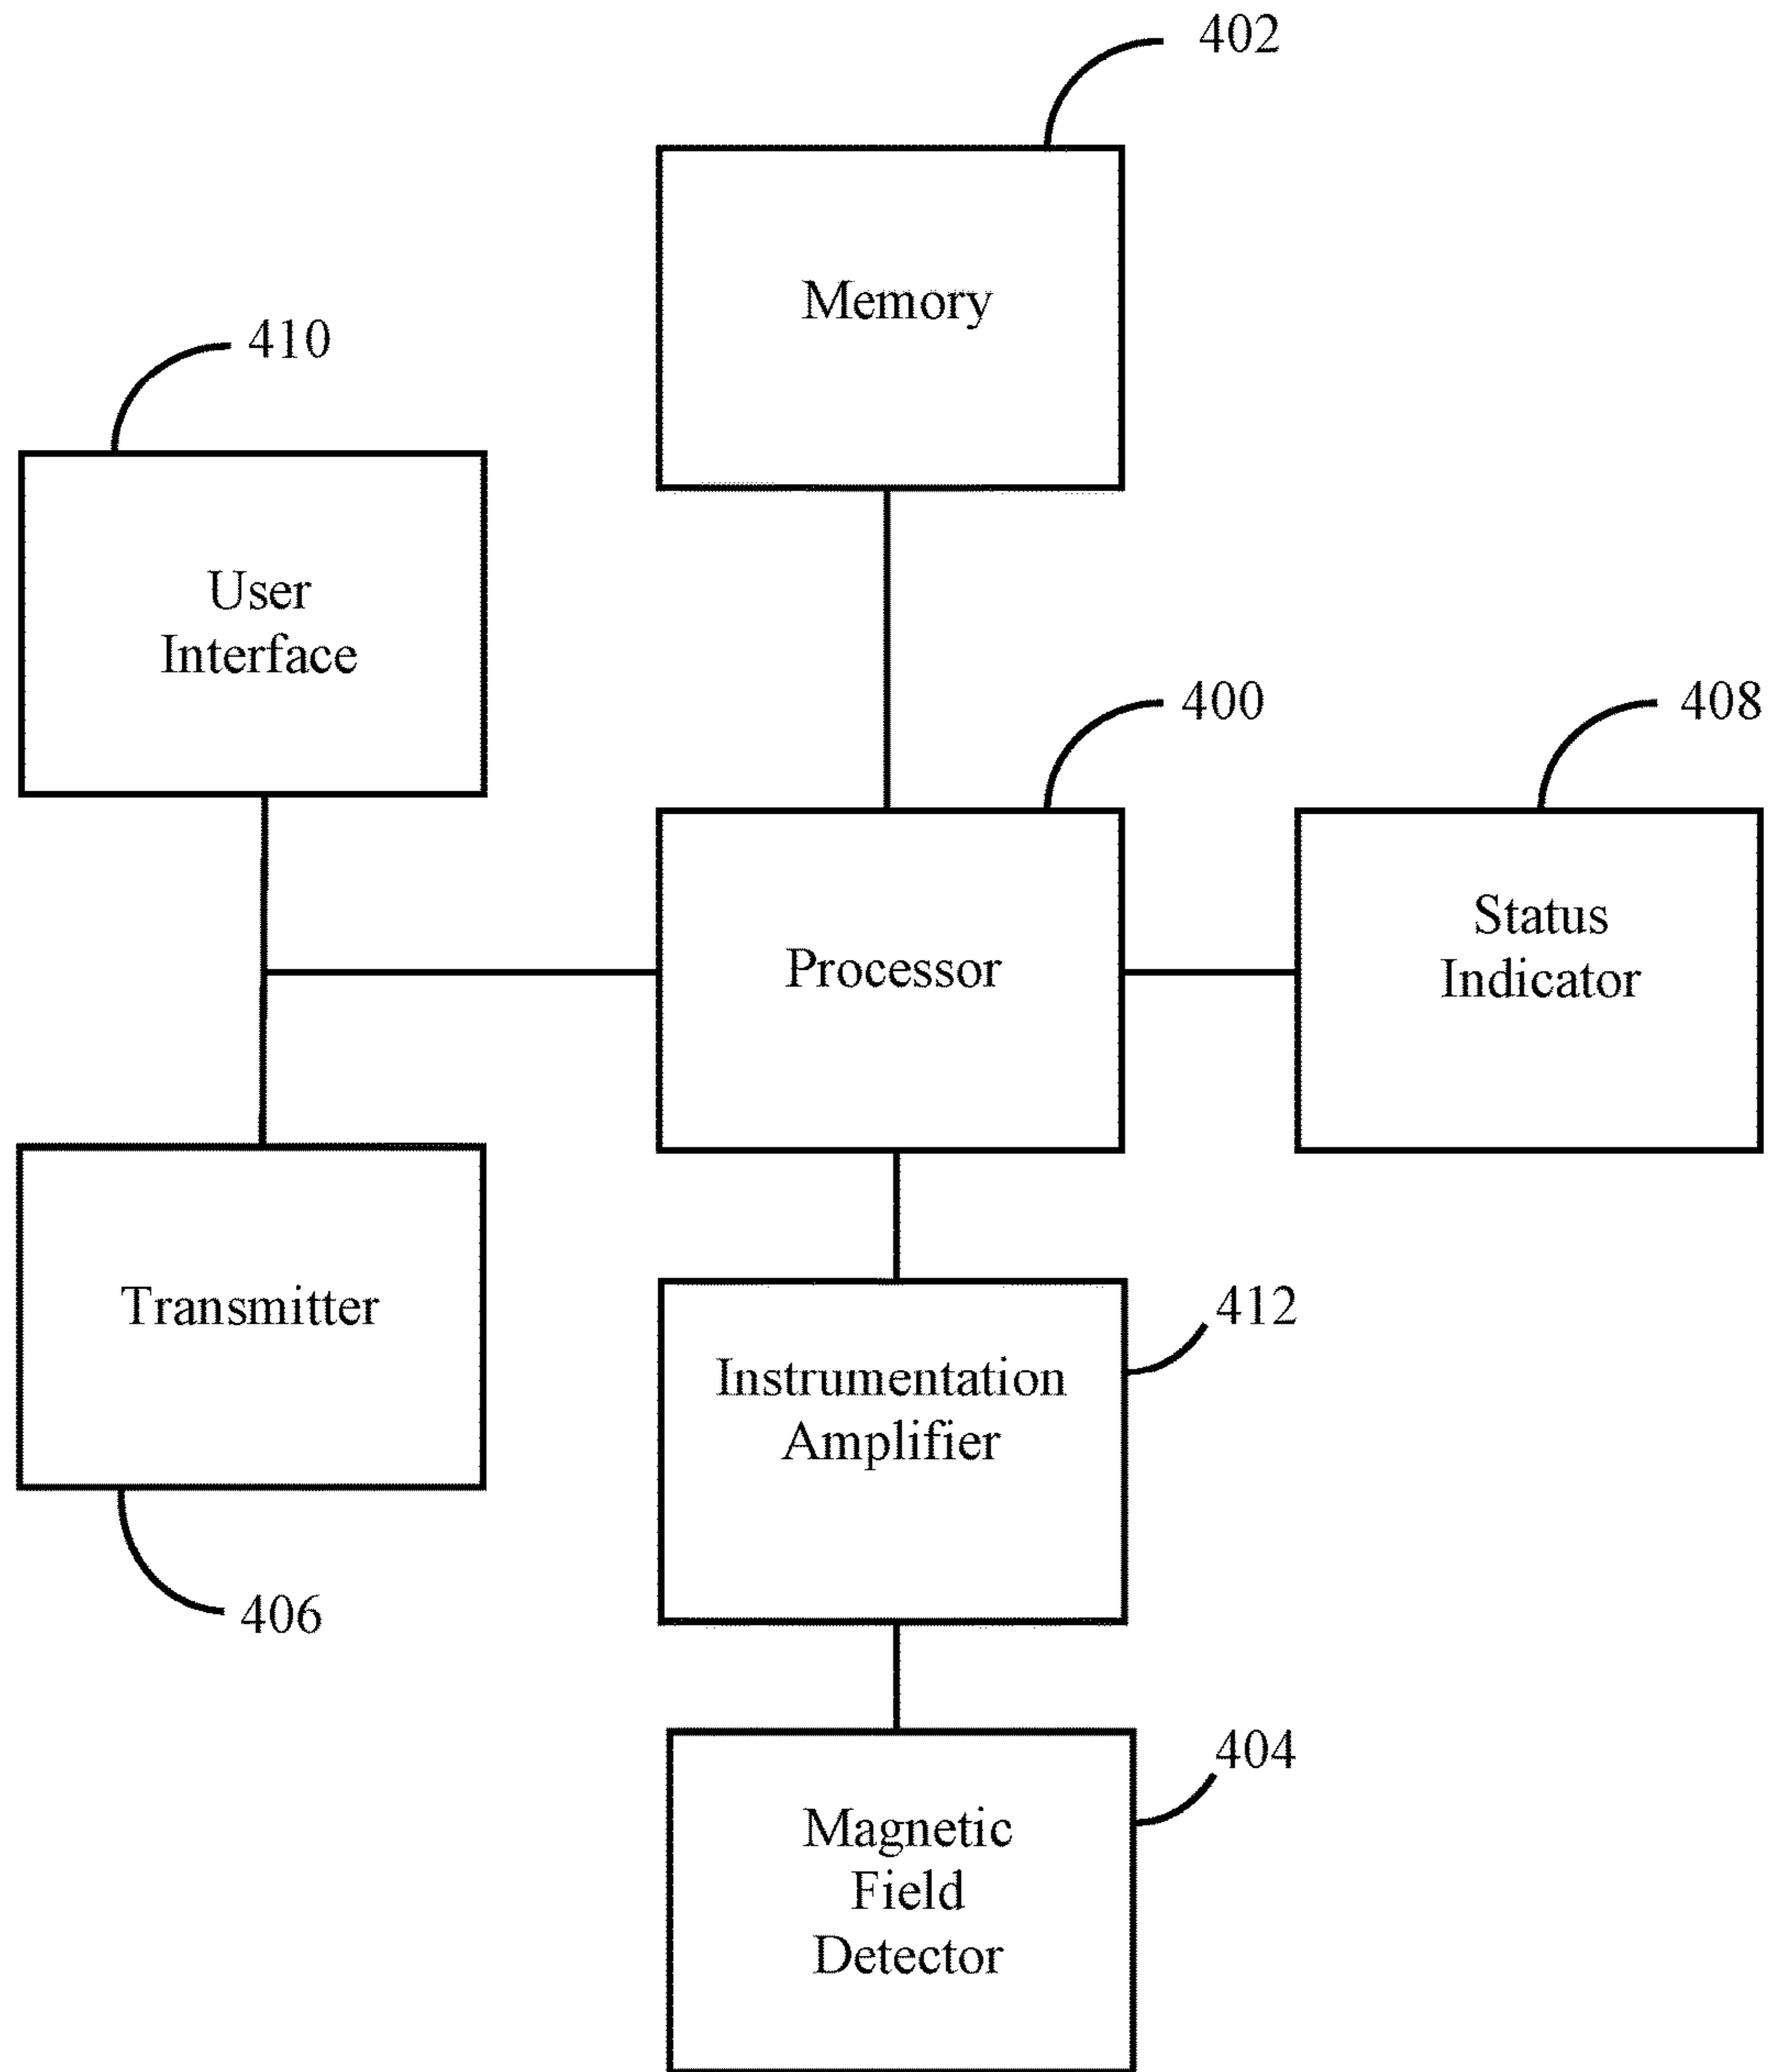 402
Memory
410
User
Interface
400
408
Processor
Status
Indicator
Transmitter
412
Instrumentation
Amplifier
406
404
Magnetic
Field
Detector